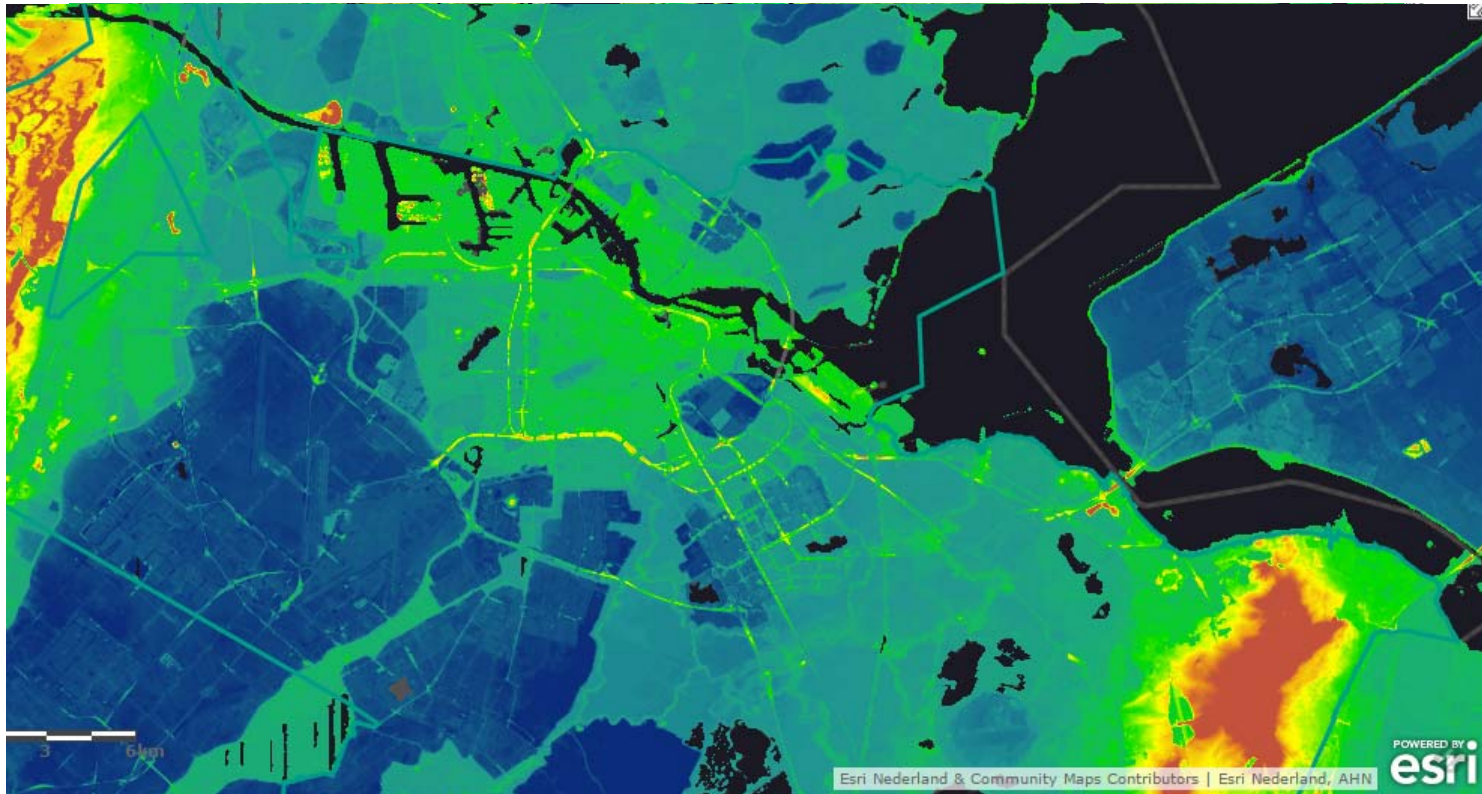 3 6km
Esri Nederland & Community Maps Contributors | Esri Nederland, AHN
POWERED BY
esri